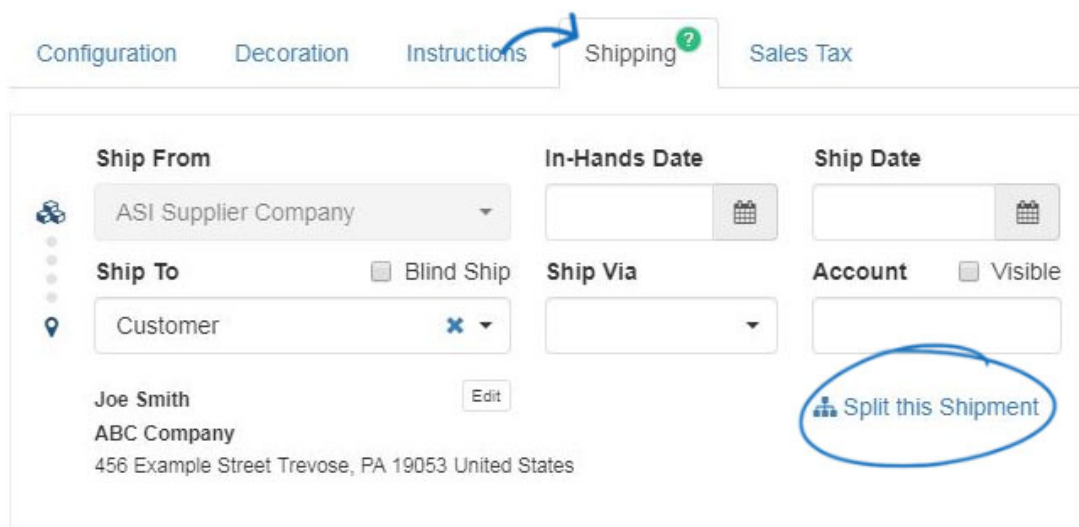 Configuration Decoration Instructions Shipping ? Sales Tax
Ship From In-Hands Date Ship Date
ASI Supplier Company
Ship To Blind Ship Ship Via Account Visible
Customer
Joe Smith Edit
Split this Shipment
ABC Company
456 Example Street Trevose, PA 19053 United States